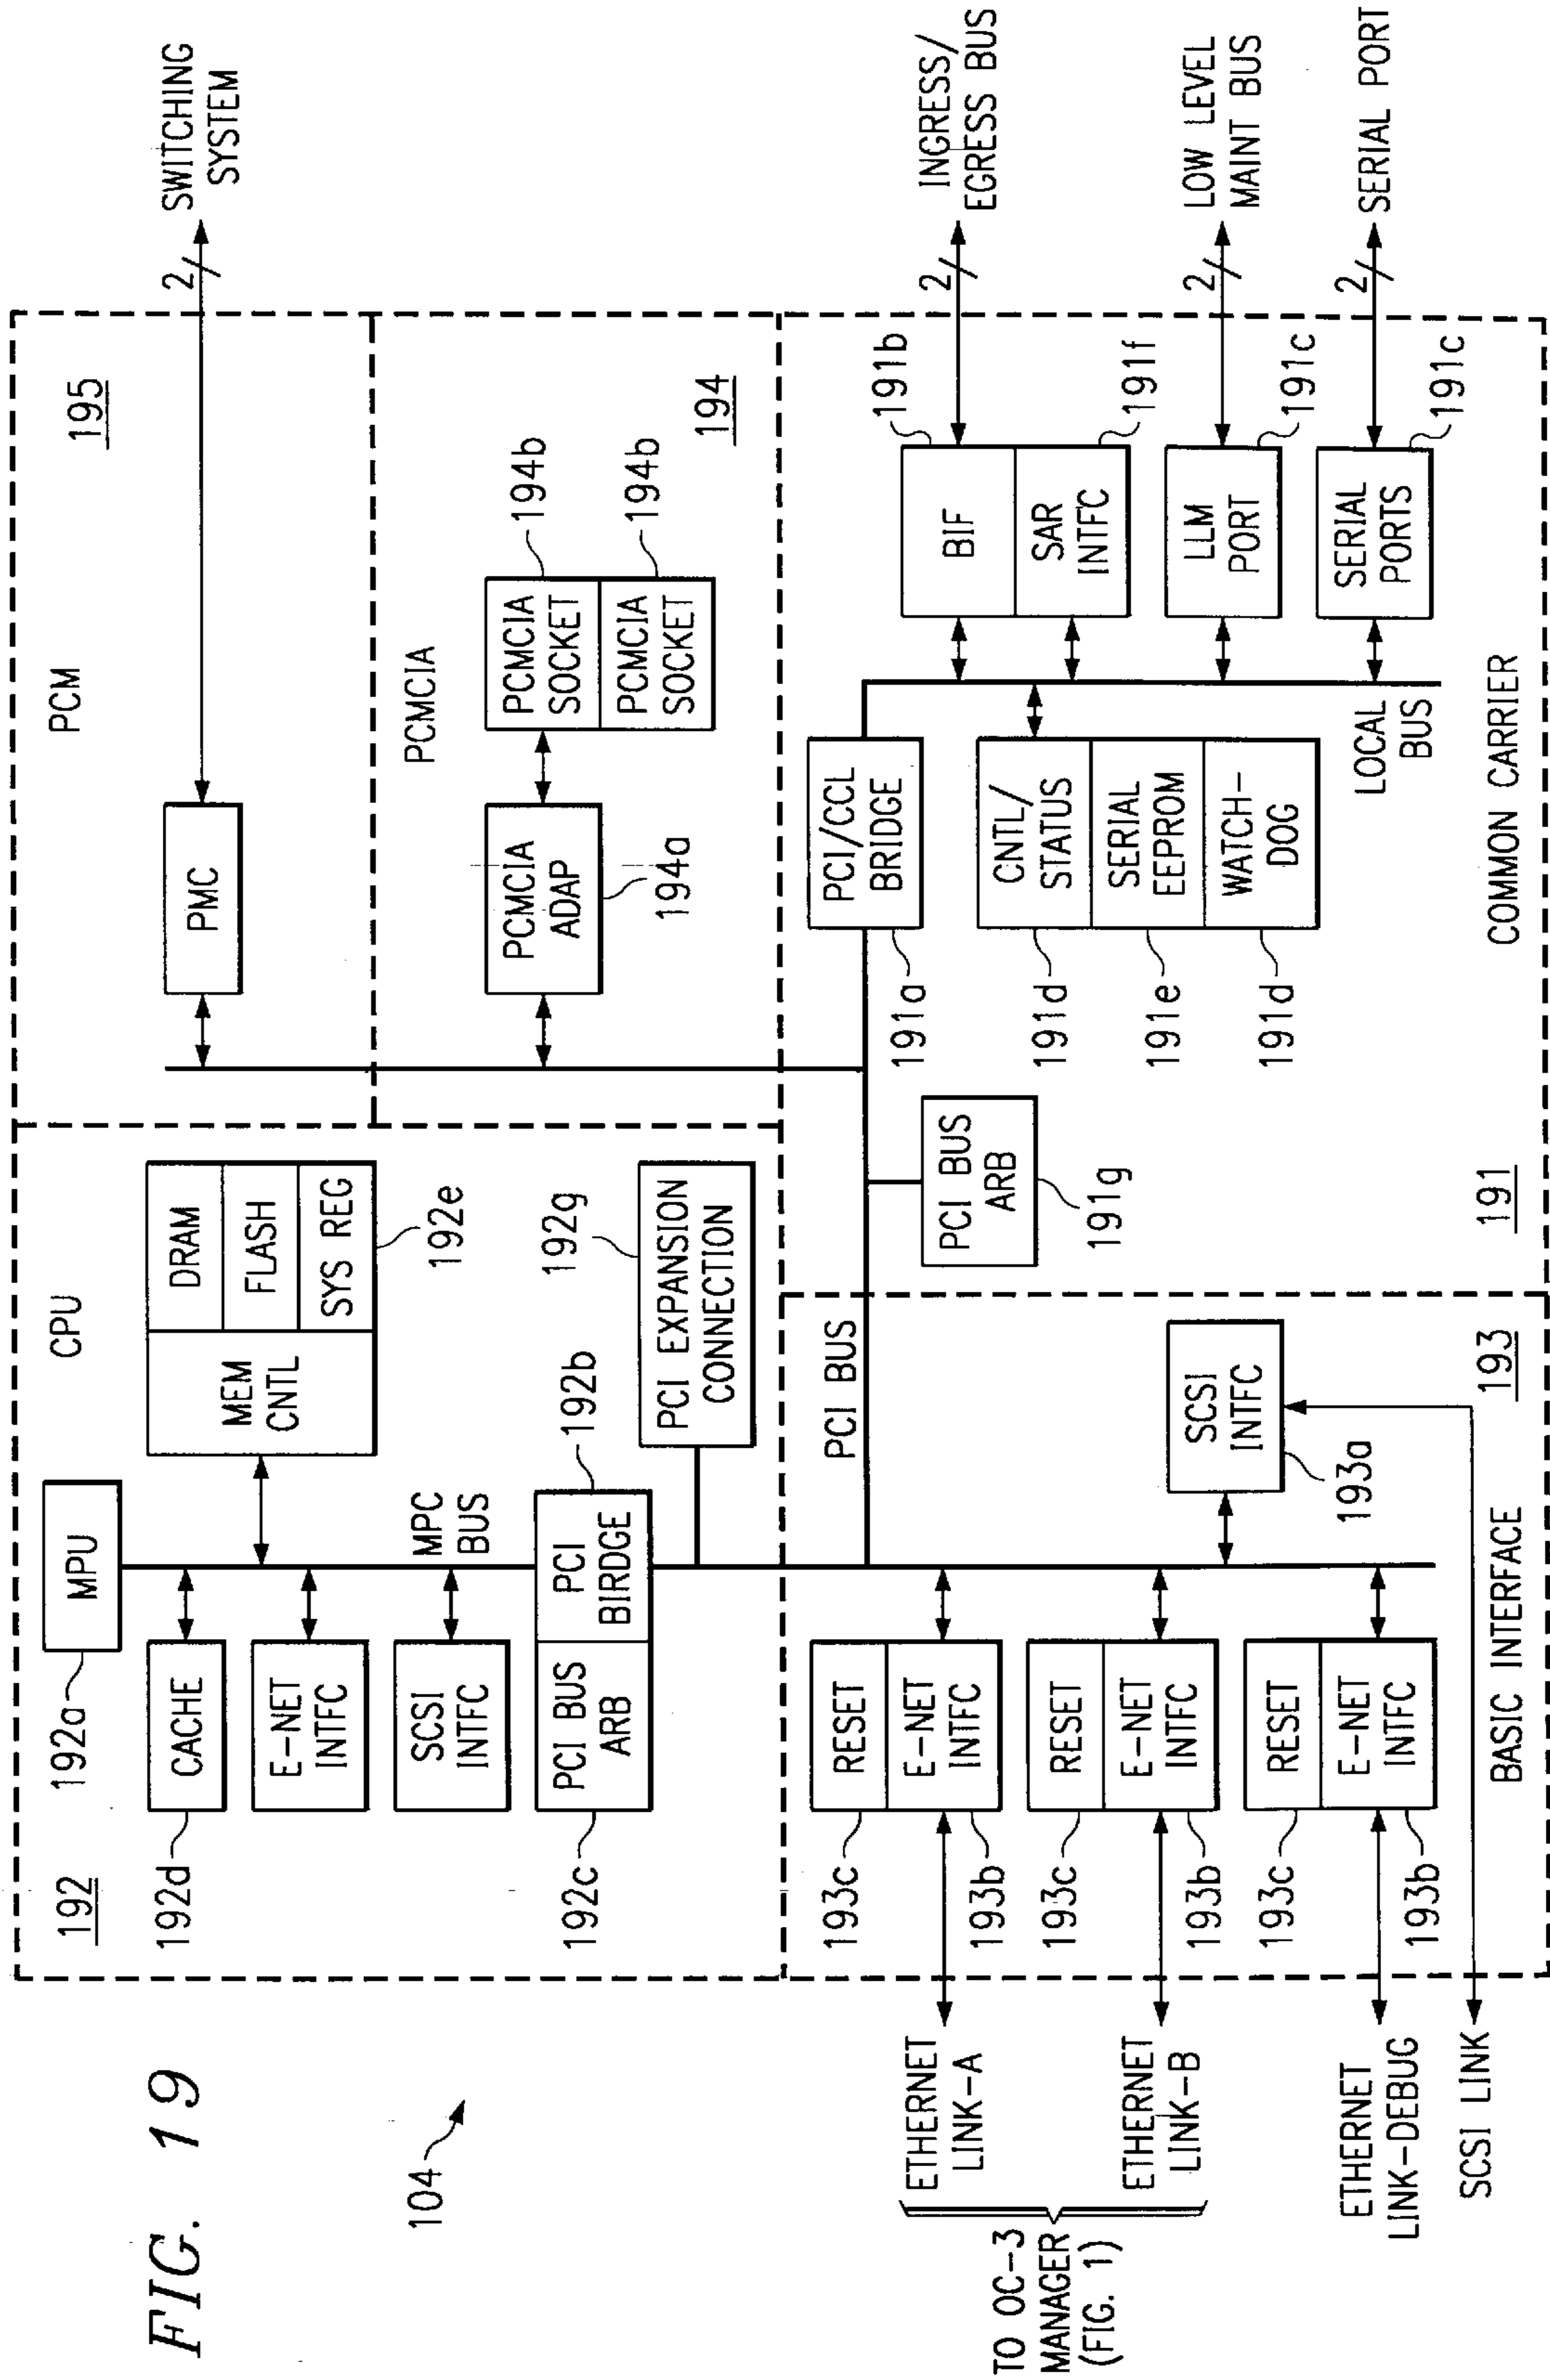 FIG. 19
104
192
CPU
192a
MPU
192d
CACHE
E-NET
INTFC
SCSI
INTFC
192c
PCI BUS
ARB
PCI
BIRDGE
192b
MPC
BUS
MEM
CNTL
DRAM
FLASH
SYS REG
192e
192g
PCI EXPANSION
CONNECTION
PCM
195
PMC
2
SWITCHING
SYSTEM
PCMCIA
194
PCMCIA
ADAP
194a
PCMCIA
SOCKET
194b
PCMCIA
SOCKET
194b
PCI BUS
193c
RESET
E-NET
INTFC
193b
193c
RESET
E-NET
INTFC
193b
193c
RESET
E-NET
INTFC
193b
SCSI
INTFC
193a
193
BASIC INTERFACE
ETHERNET
LINK-A
ETHERNET
LINK-B
TO OC-3
MANAGER
(FIG. 1)
ETHERNET
LINK-DEBUG
SCSI LINK
PCI BUS
ARB
191g
191
191a
PCI/CCL
BRIDGE
191d
CNTL/
STATUS
191e
SERIAL
EEPROM
191d
WATCH-
DOG
LOCAL
BUS
COMMON CARRIER
BIF
191b
SAR
INTFC
191f
LLM
PORT
191c
SERIAL
PORTS
191c
2
INGRESS/
EGRESS BUS
2
LOW LEVEL
MAINT BUS
2
SERIAL PORT